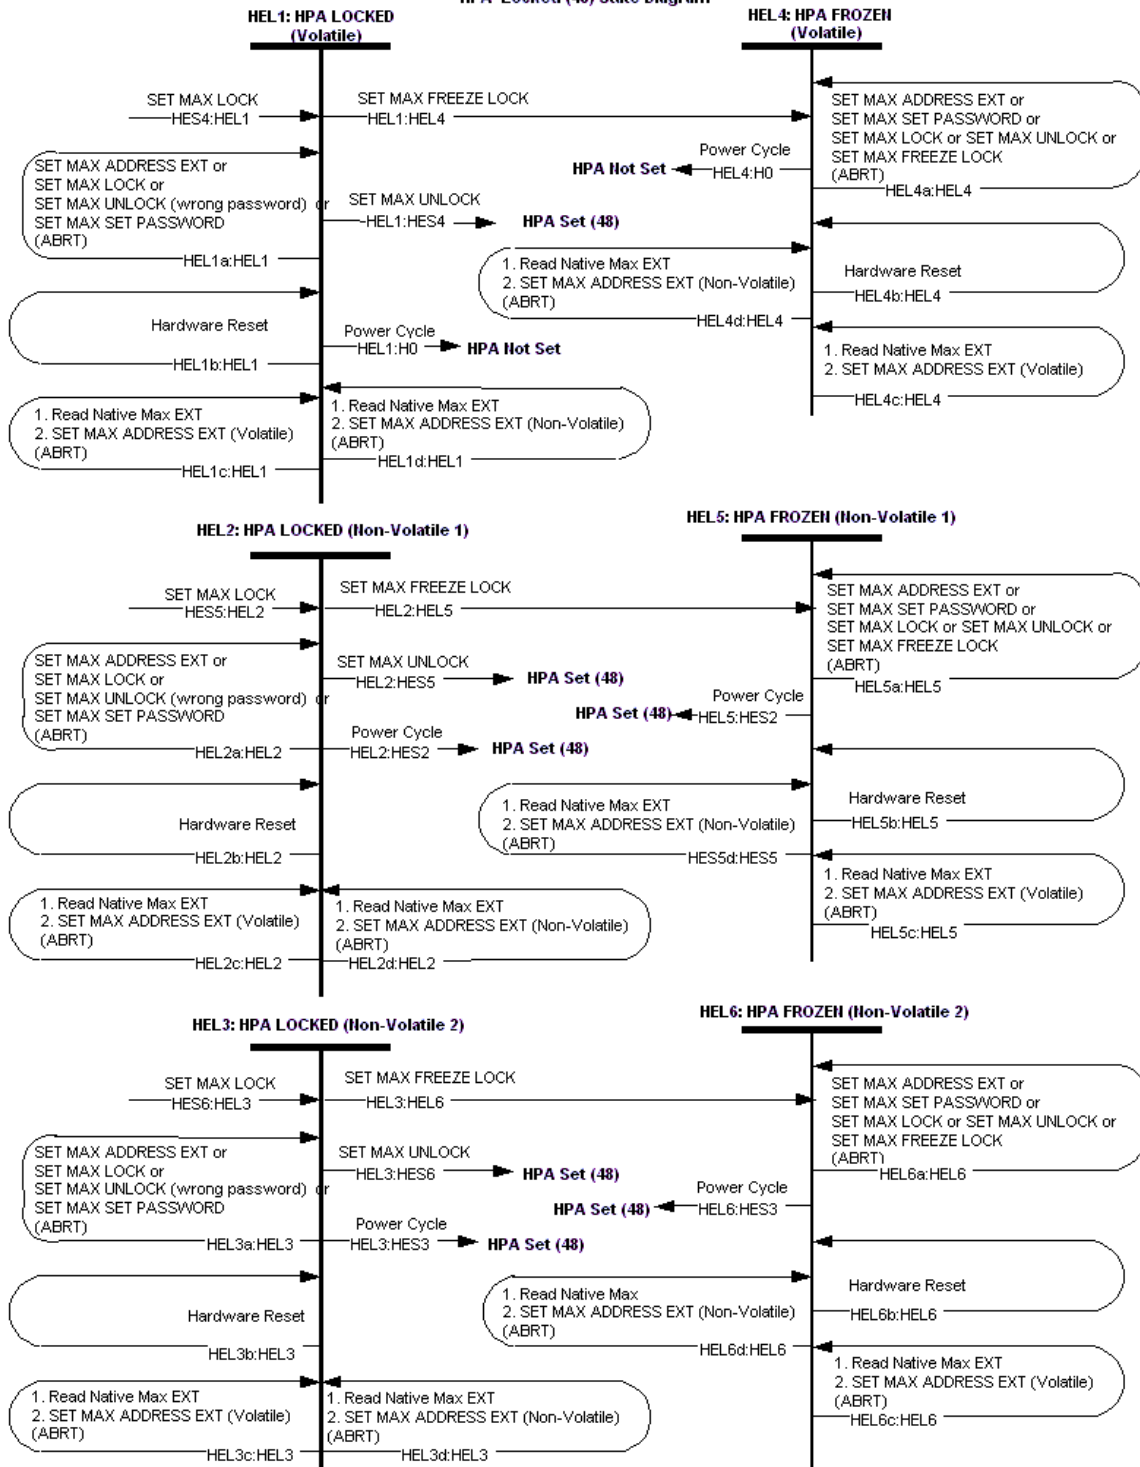 HPA Locked (48) State Diagram
HEL1: HPA LOCKED
(Volatile)
HEL4: HPA FROZEN
(Volatile)
SET MAX LOCK
HES4:HEL1
SET MAX FREEZE LOCK
HEL1:HEL4
SET MAX ADDRESS EXT or
SET MAX SET PASSWORD or
SET MAX LOCK or SET MAX UNLOCK or
SET MAX FREEZE LOCK
(ABRT)
HEL4a:HEL4
Power Cycle
HPA Not Set
HEL4:H0
SET MAX ADDRESS EXT or
SET MAX LOCK or
SET MAX UNLOCK (wrong password) or
SET MAX SET PASSWORD
(ABRT)
HEL1a:HEL1
SET MAX UNLOCK
HEL1:HES4
HPA Set (48)
1. Read Native Max EXT
2. SET MAX ADDRESS EXT (Non-Volatile)
(ABRT)
HEL4d:HEL4
Hardware Reset
HEL4b:HEL4
Hardware Reset
HEL1b:HEL1
Power Cycle
HEL1:H0
HPA Not Set
1. Read Native Max EXT
2. SET MAX ADDRESS EXT (Volatile)
HEL4c:HEL4
1. Read Native Max EXT
2. SET MAX ADDRESS EXT (Volatile)
(ABRT)
HEL1c:HEL1
1. Read Native Max EXT
2. SET MAX ADDRESS EXT (Non-Volatile)
(ABRT)
HEL1d:HEL1
HEL2: HPA LOCKED (Non-Volatile 1)
HEL5: HPA FROZEN (Non-Volatile 1)
SET MAX LOCK
HES5:HEL2
SET MAX FREEZE LOCK
HEL2:HEL5
SET MAX ADDRESS EXT or
SET MAX SET PASSWORD or
SET MAX LOCK or SET MAX UNLOCK or
SET MAX FREEZE LOCK
(ABRT)
HEL5a:HEL5
SET MAX ADDRESS EXT or
SET MAX LOCK or
SET MAX UNLOCK (wrong password) or
SET MAX SET PASSWORD
(ABRT)
HEL2a:HEL2
SET MAX UNLOCK
HEL2:HES5
HPA Set (48)
Power Cycle
HPA Set (48)
HEL5:HES2
Power Cycle
HEL2:HES2
HPA Set (48)
Hardware Reset
HEL2b:HEL2
1. Read Native Max EXT
2. SET MAX ADDRESS EXT (Non-Volatile)
(ABRT)
HES5d:HES5
Hardware Reset
HEL5b:HEL5
1. Read Native Max EXT
2. SET MAX ADDRESS EXT (Volatile)
(ABRT)
HEL5c:HEL5
1. Read Native Max EXT
2. SET MAX ADDRESS EXT (Volatile)
(ABRT)
HEL2c:HEL2
1. Read Native Max EXT
2. SET MAX ADDRESS EXT (Non-Volatile)
(ABRT)
HEL2d:HEL2
HEL3: HPA LOCKED (Non-Volatile 2)
HEL6: HPA FROZEN (Non-Volatile 2)
SET MAX LOCK
HES6:HEL3
SET MAX FREEZE LOCK
HEL3:HEL6
SET MAX ADDRESS EXT or
SET MAX SET PASSWORD or
SET MAX LOCK or SET MAX UNLOCK or
SET MAX FREEZE LOCK
(ABRT)
HEL6a:HEL6
SET MAX ADDRESS EXT or
SET MAX LOCK or
SET MAX UNLOCK (wrong password) or
SET MAX SET PASSWORD
(ABRT)
HEL3a:HEL3
SET MAX UNLOCK
HEL3:HES6
HPA Set (48)
Power Cycle
HPA Set (48)
HEL6:HES3
Power Cycle
HEL3:HES3
HPA Set (48)
Hardware Reset
HEL3b:HEL3
1. Read Native Max
2. SET MAX ADDRESS EXT (Non-Volatile)
(ABRT)
HEL6d:HEL6
Hardware Reset
HEL6b:HEL6
1. Read Native Max EXT
2. SET MAX ADDRESS EXT (Volatile)
(ABRT)
HEL6c:HEL6
1. Read Native Max EXT
2. SET MAX ADDRESS EXT (Volatile)
(ABRT)
HEL3c:HEL3
1. Read Native Max EXT
2. SET MAX ADDRESS EXT (Non-Volatile)
(ABRT)
HEL3d:HEL3